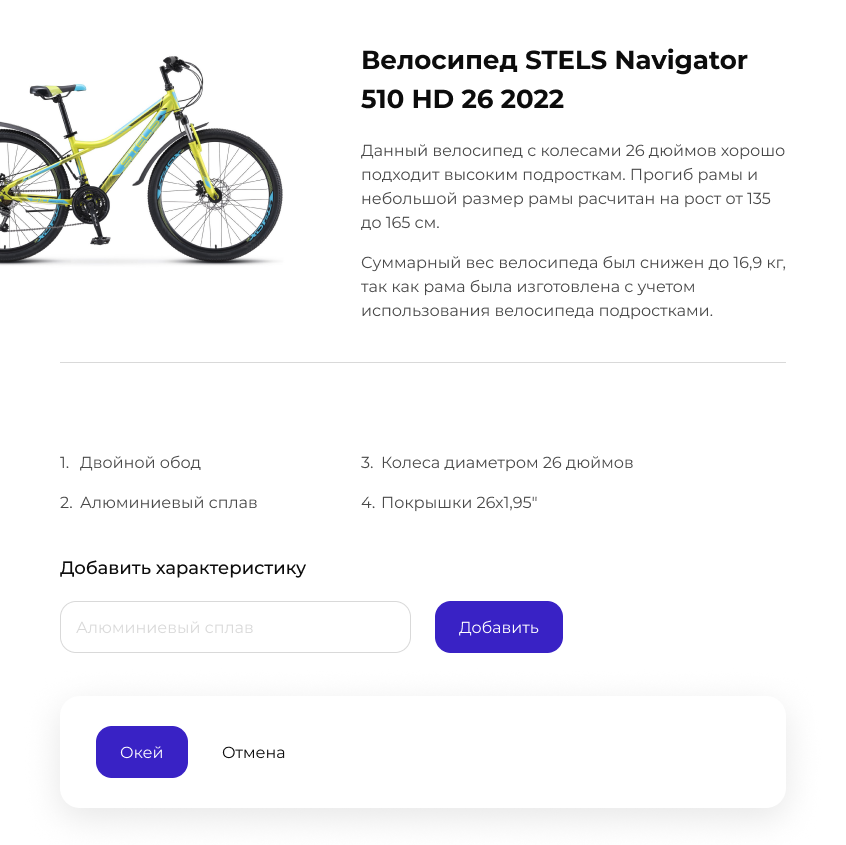 Велосипед STELS Navigator
510 HD 26 2022
Данный велосипед с колесами 26 дюймов хорошо
подходит высоким подросткам. Прогиб рамы и
небольшой размер рамы расчитан на рост от 135
до 165 см.
Суммарный вес велосипеда был снижен до 16,9 кг,
так как рама была изготовлена с учетом
использования велосипеда подростками.
1. Двойной обод
2. Алюминиевый сплав
3. Колеса диаметром 26 дюймов
4. Покрышки 26x1,95"
Добавить характеристику
Алюминиевый сплав
Добавить
Окей
Отмена